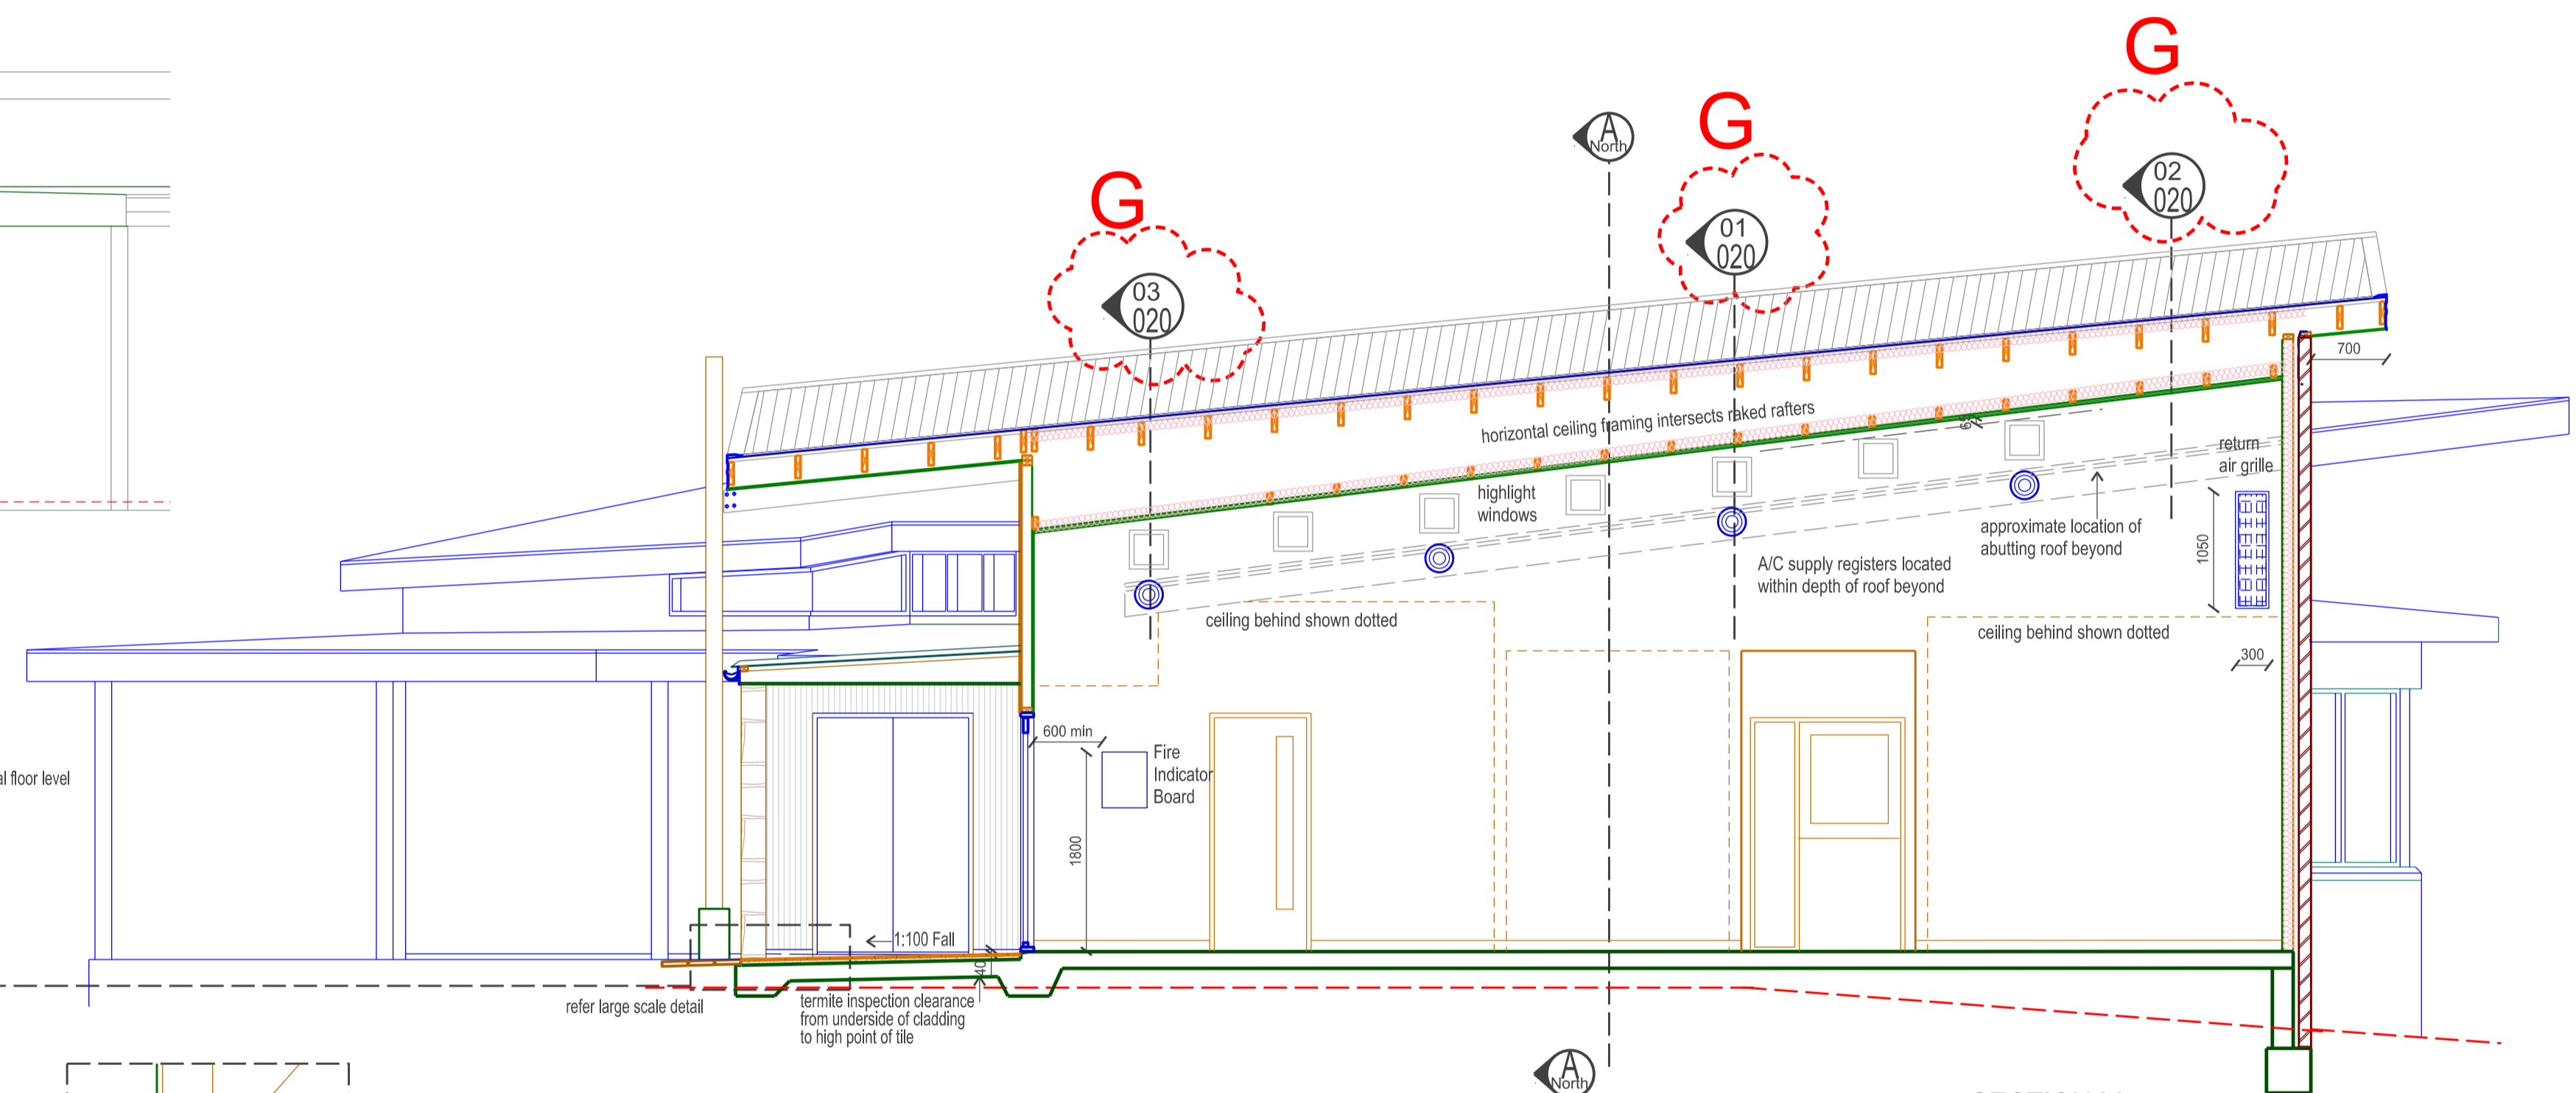 G
G
G
A
North
02
020
01
020
03
020
700
horizontal ceiling framing intersects raked rafters
return
air grille
highlight
windows
approximate location of
abutting roof beyond
1050
A/C supply registers located
within depth of roof beyond
ceiling behind shown dotted
ceiling behind shown dotted
300
600 min
Fire
Indicator
Board
al floor level
1800
1:100 Fall
40
refer large scale detail
termite inspection clearance
from underside of cladding
to high point of tile
A
North